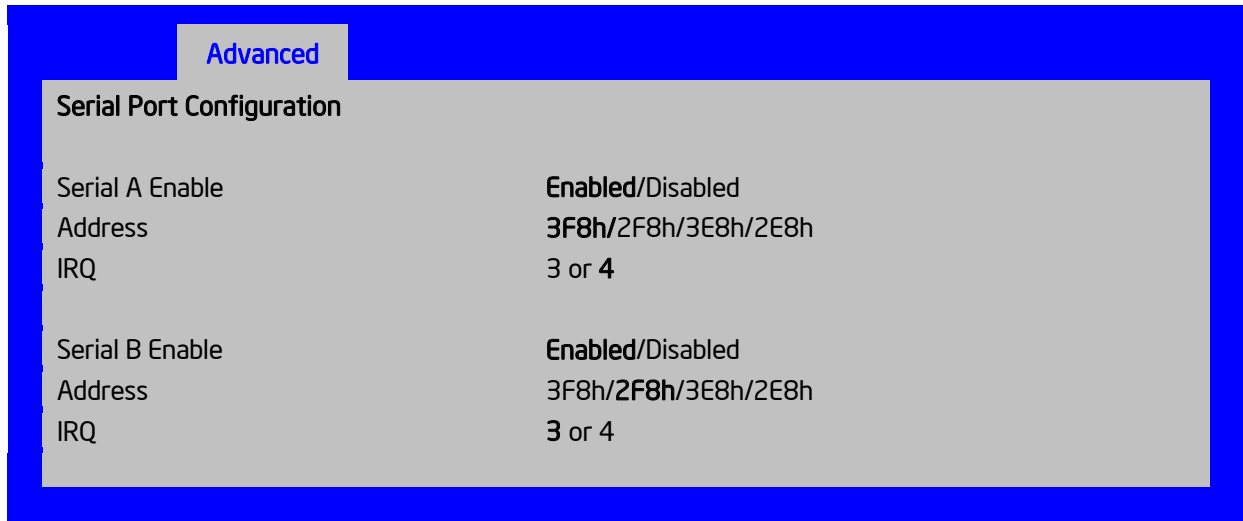 Advanced
Serial Port Configuration
Serial A Enable Enabled/Disabled
Address 3F8h/2F8h/3E8h/2E8h
IRQ 3 or 4
Serial B Enable Enabled/Disabled
Address 3F8h/2F8h/3E8h/2E8h
IRQ 3 or 4